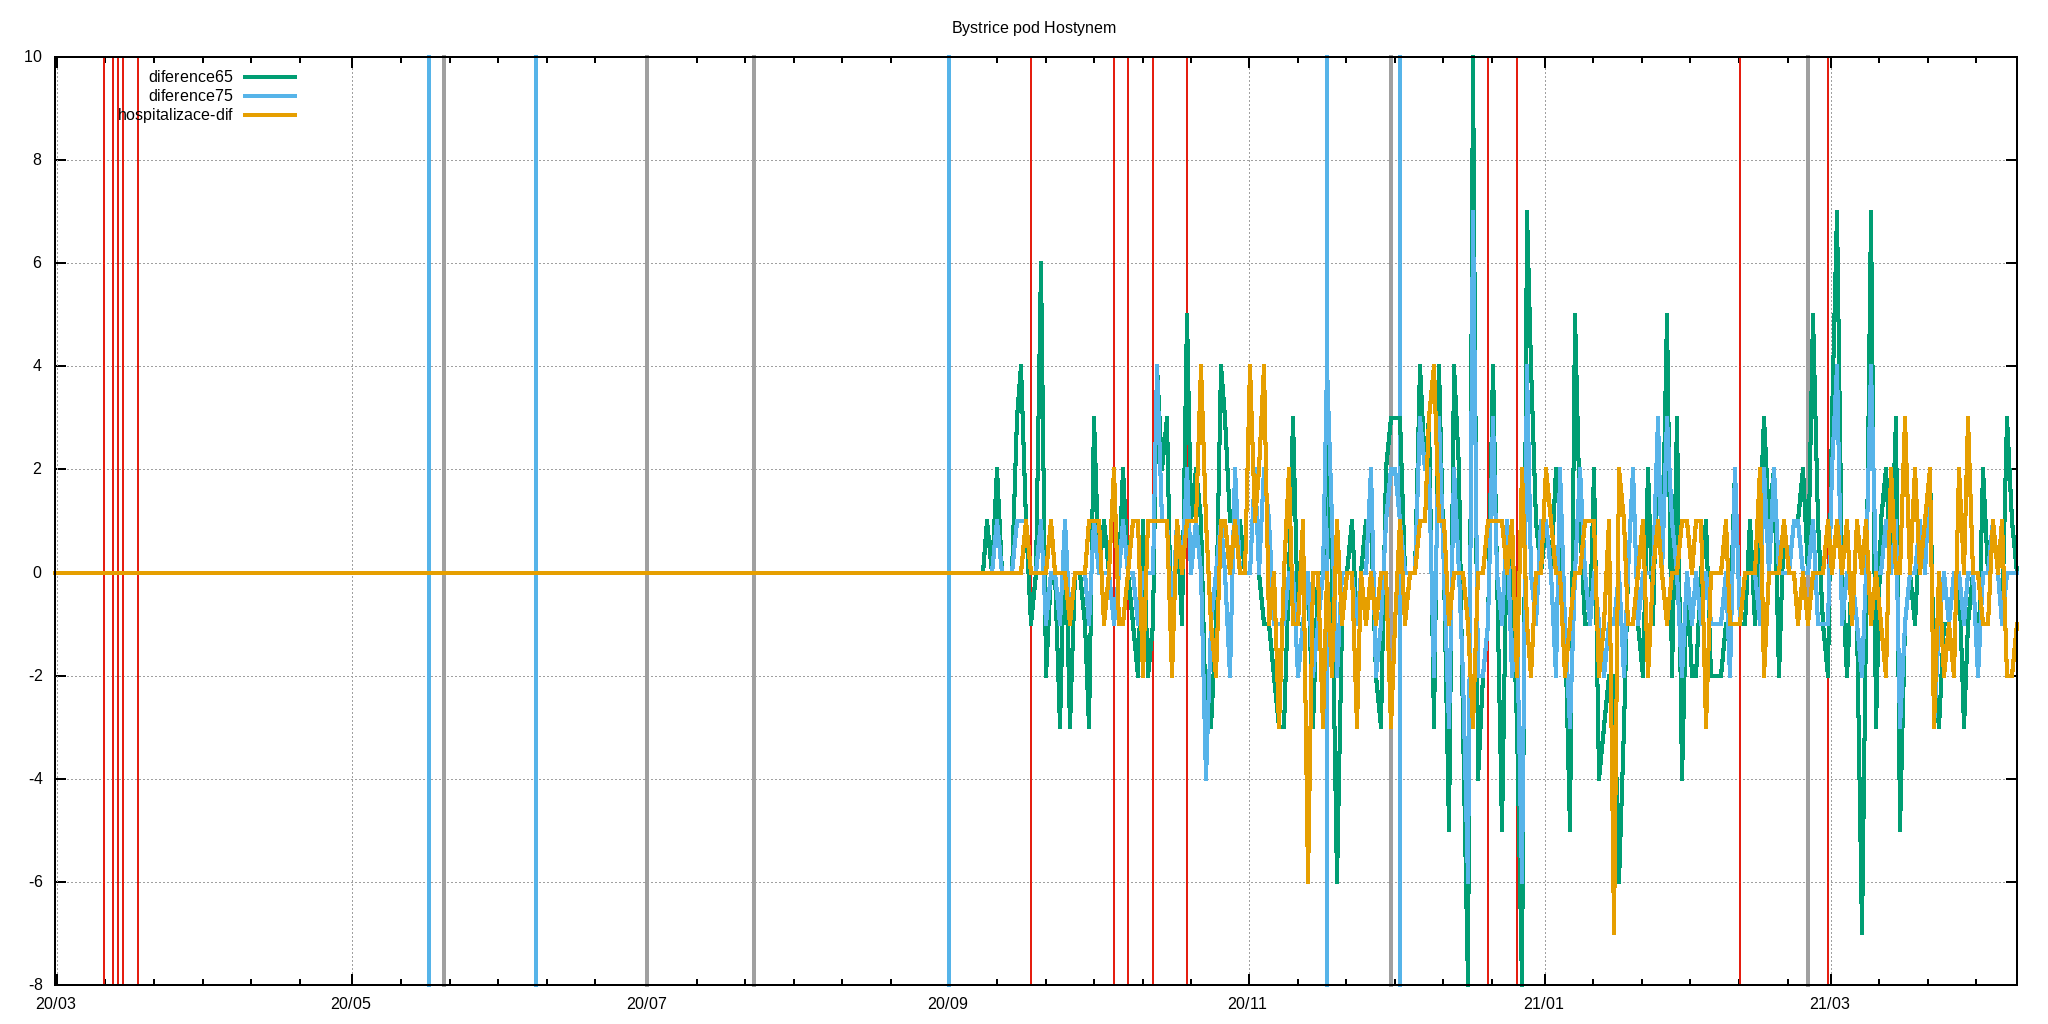 Bystrice pod Hostynem
10
8
6
4
2
0
-2
-4
-6
-8
diference65
diference75
hospitalizace-dif
20/03 20/05 20/07 20/09 20/11 21/01 21/03